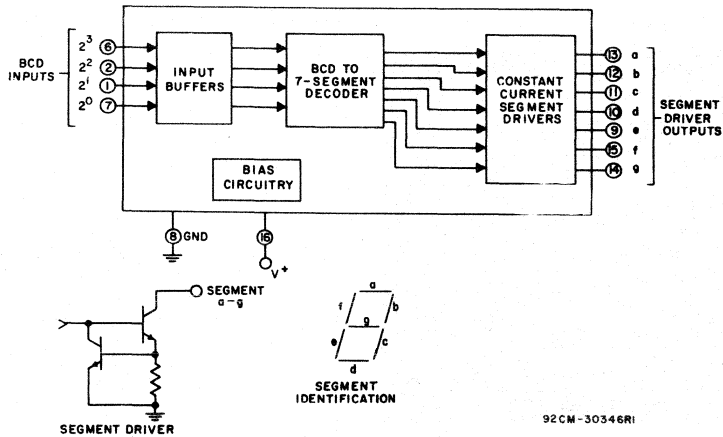 BCD INPUTS
2³ 6
2² 2
2¹ 1
2⁰ 7
INPUT BUFFERS
BCD TO 7-SEGMENT DECODER
CONSTANT CURRENT SEGMENT DRIVERS
13 a
12 b
11 c
10 d
9 e
15 f
14 g
SEGMENT DRIVER OUTPUTS
BIAS CIRCUITRY
8 GND
16
V+
SEGMENT a-g
SEGMENT DRIVER
a
f
b
g
e
c
d
SEGMENT IDENTIFICATION
92CM-30346RI